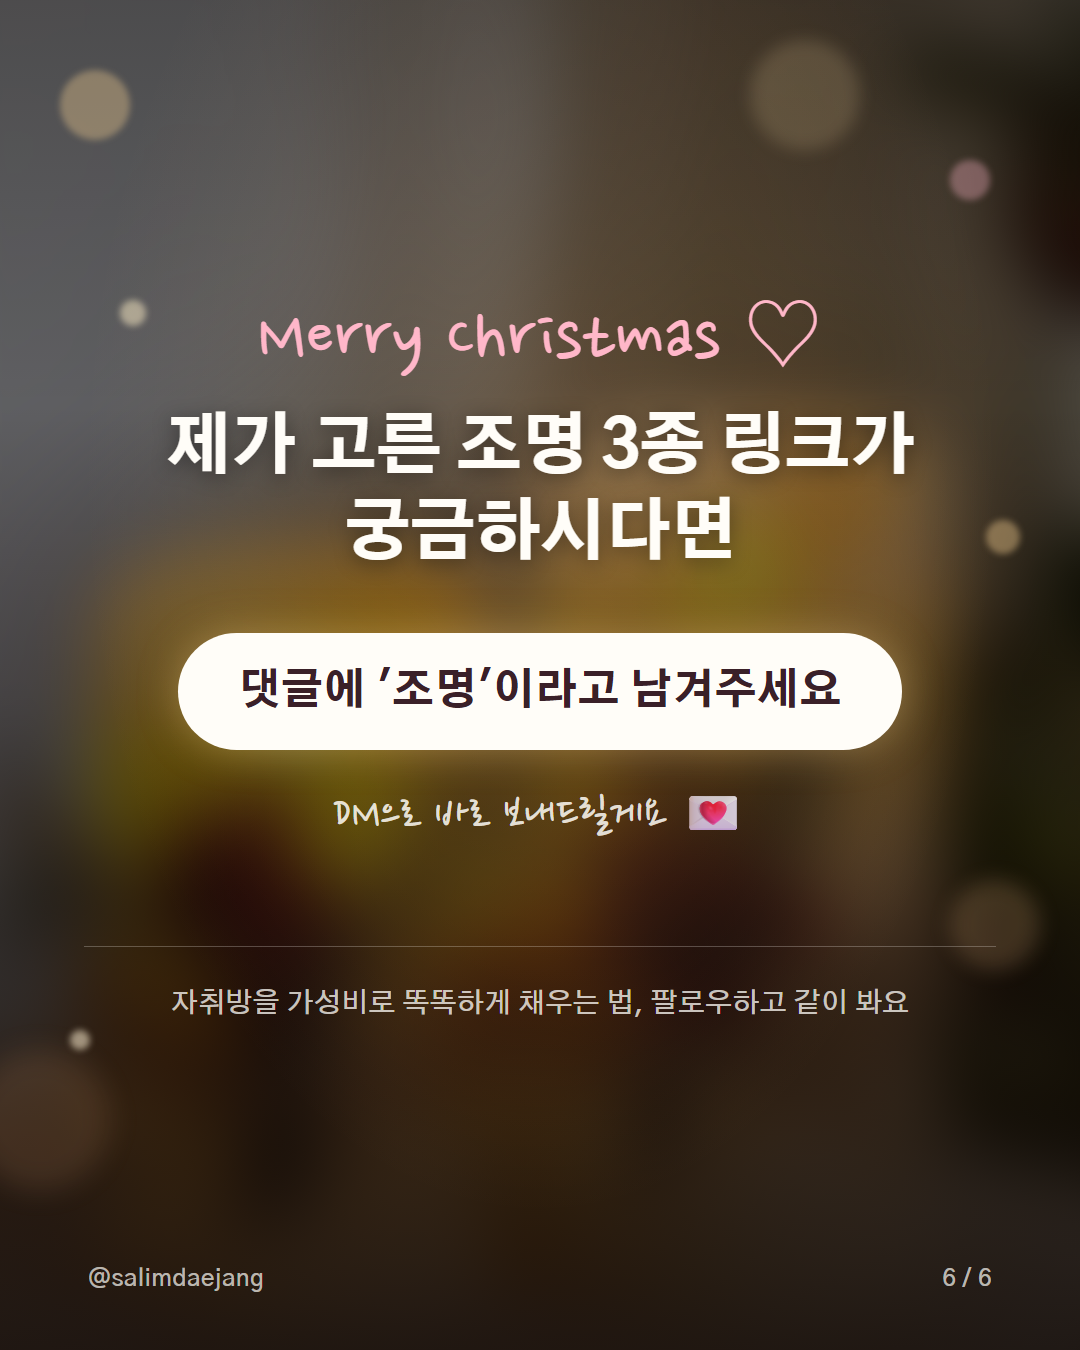 Merry christmas ♡
제가 고른 조명 3종 링크가
궁금하시다면
댓글에 '조명'이라고 남겨주세요
DM으로 바로 보내드릴게요 💌
자취방을 가성비로 똑똑하게 채우는 법, 팔로우하고 같이 봐요
@salimdaejang
6 / 6